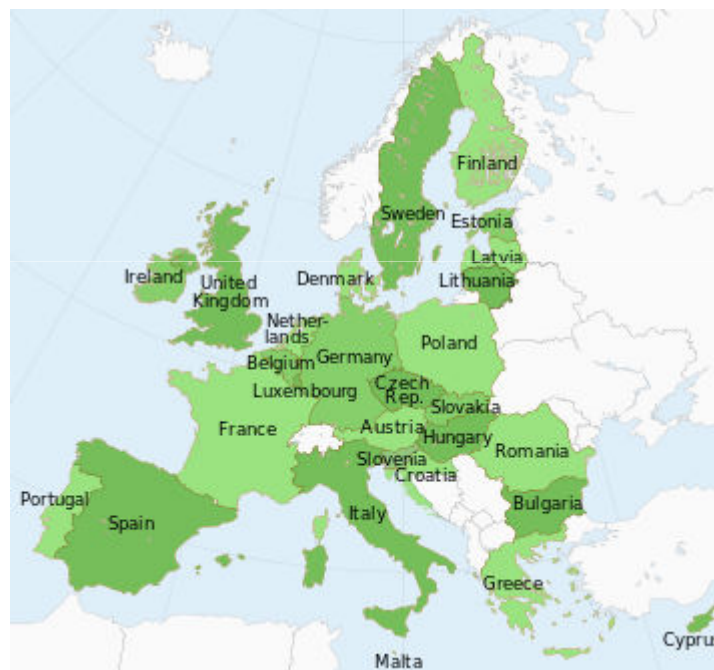 Finland
Sweden
Estonia
Latvia
Lithuania
Ireland
United
Kingdom
Denmark
Nether-
lands
Belgium
Germany
Poland
Luxembourg
Czech
Rep.
Slovakia
France
Austria
Hungary
Romania
Slovenia
Croatia
Portugal
Spain
Italy
Bulgaria
Greece
Cypru
Malta